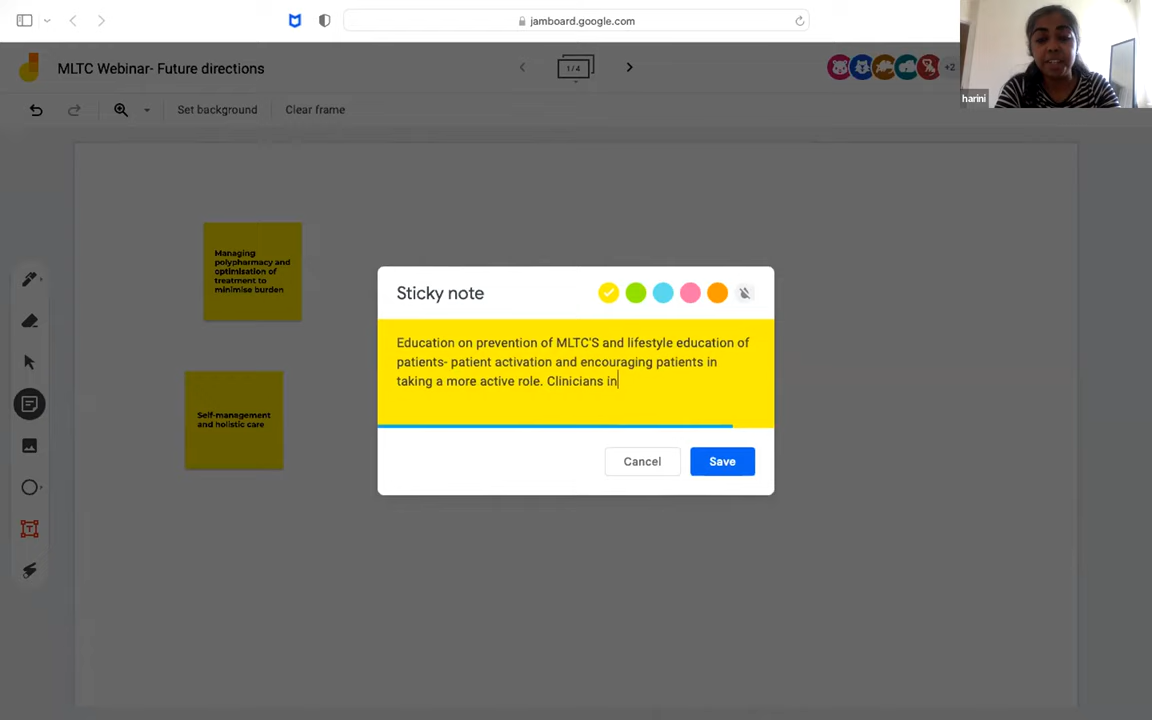 jamboard.google.com
MLTC Webinar- Future directions
1/4
+2
harini
Set background
Clear frame
Managing
polypharmacy and
optimisation of
treatment to
minimise burden
Sticky note
Education on prevention of MLTC'S and lifestyle education of
patients- patient activation and encouraging patients in
taking a more active role. Clinicians in
Self-management
and holistic care
Cancel
Save
T